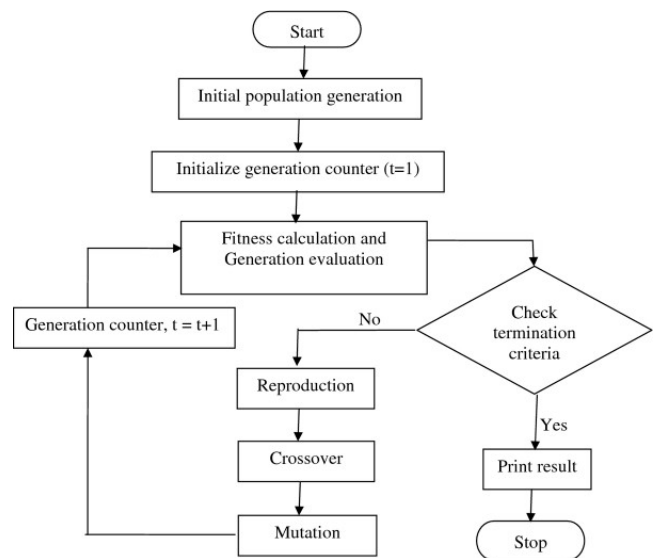 Start
Initial population generation
Initialize generation counter (t=1)
Fitness calculation and
Generation evaluation
Generation counter, t = t+1
No
Check
termination
criteria
Reproduction
Yes
Crossover
Print result
Mutation
Stop